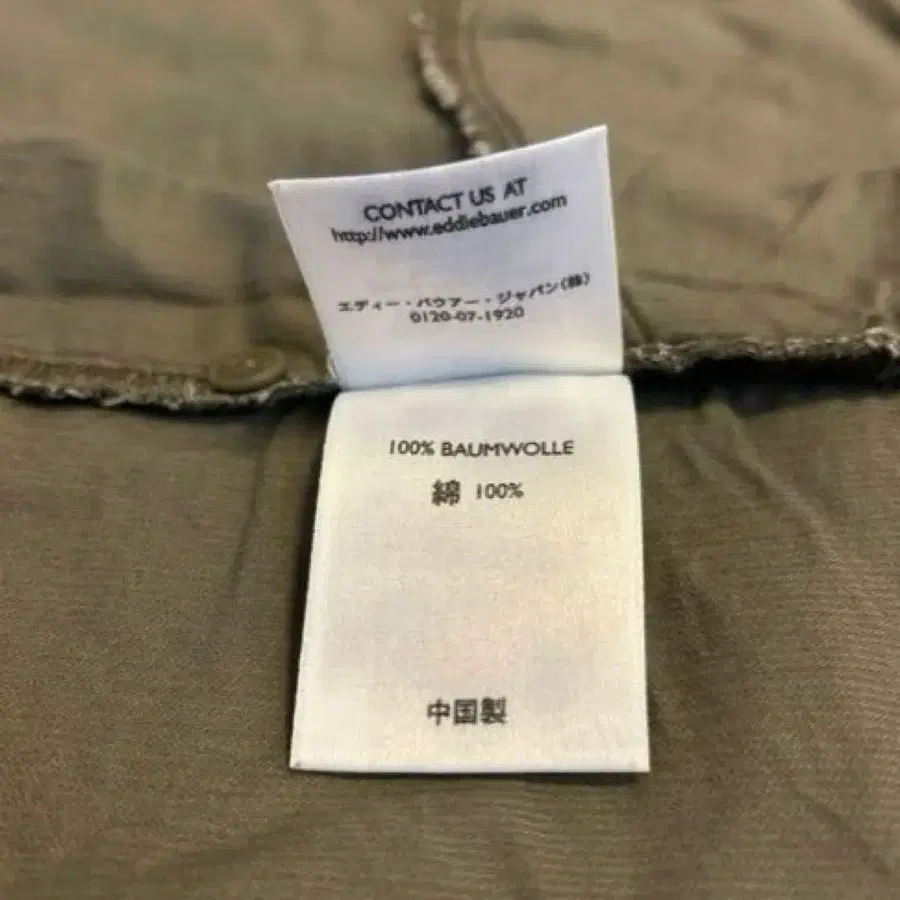 CONTACT US AT
http://www.eddiebauer.com
エディー・バウアー・ジャパン(株)
0120-07-1920
100% BAUMWOLLE
綿 100%
中国製